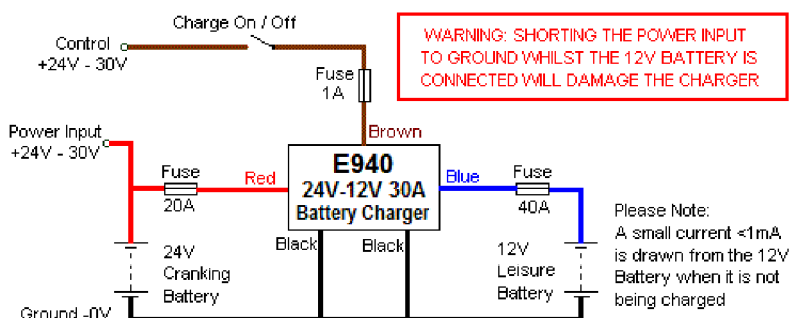 Charge On / Off
Control
+24V - 30V
Fuse
1A
WARNING: SHORTING THE POWER INPUT
TO GROUND WHILST THE 12V BATTERY IS
CONNECTED WILL DAMAGE THE CHARGER
Brown
Power Input
+24V - 30V
Fuse
20A
Red
E940
24V-12V 30A
Battery Charger
Blue
Fuse
40A
Black
Black
24V
Cranking
Battery
12V
Leisure
Battery
Please Note:
A small current <1mA
is drawn from the 12V
Battery when it is not
being charged
Ground -0V